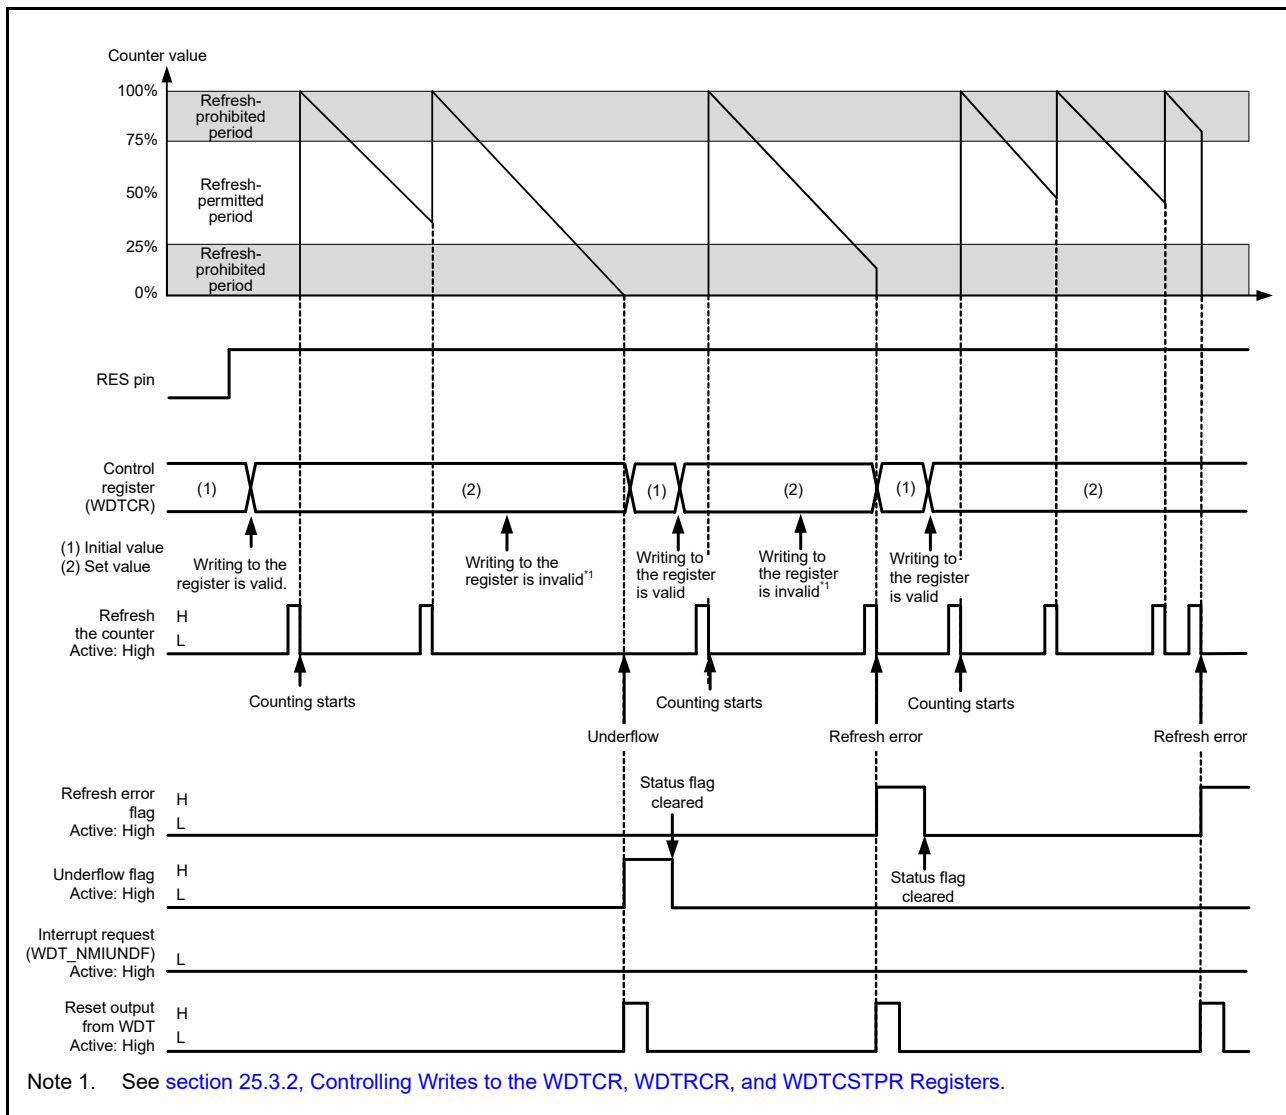 Counter value
100%
Refresh-
prohibited
period
75%
Refresh-
permitted
period
50%
25%
Refresh-
prohibited
period
0%
RES pin
Control
register
(WDTCR)
(1)
(2)
(1)
(2)
(1)
(2)
(1) Initial value
(2) Set value
Writing to the
register is valid.
Writing to the
register is invalid*1
Writing to
the register
is valid
Writing to
the register
is invalid*1
Writing to
the register
is valid
Refresh
the counter
Active: High
H
L
Counting starts
Counting starts
Counting starts
Underflow
Refresh error
Refresh error
Refresh error
flag
Active: High
H
L
Status flag
cleared
Status flag
cleared
Underflow flag
Active: High
H
L
Interrupt request
(WDT_NMIUNDF)
Active: High
L
Reset output
from WDT
Active: High
H
L
Note 1. See section 25.3.2, Controlling Writes to the WDTCR, WDTRCR, and WDTCSTPR Registers.